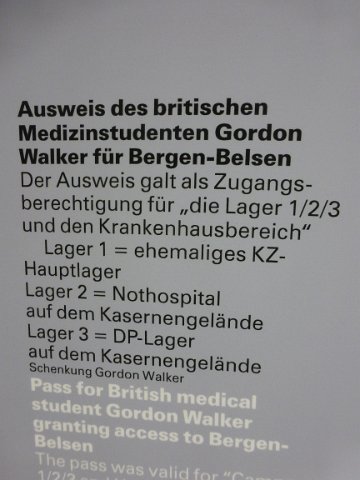 Ausweis des britischen
Medizinstudenten Gordon
Walker für Bergen-Belsen
Der Ausweis galt als Zugangs-
berechtigung für „die Lager 1/2/3
und den Krankenhausbereich“
Lager 1 = ehemaliges KZ-
Hauptlager
Lager 2 = Nothospital
auf dem Kasernengelände
Lager 3 = DP-Lager
auf dem Kasernengelände
Schenkung Gordon Walker
Pass for British medical
student Gordon Walker
granting access to Bergen-
Belsen
The pass was valid for
1/2/3